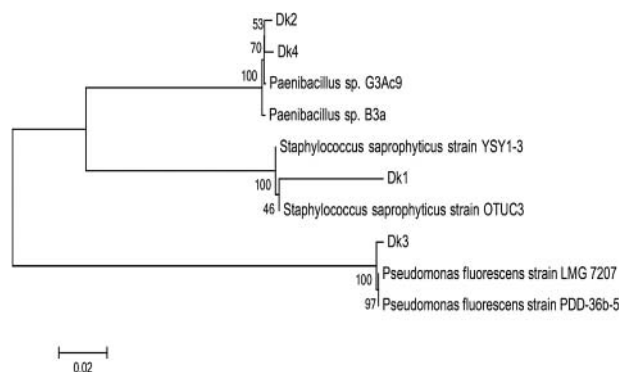 53
Dk2
70
Dk4
100
Paenibacillus sp. G3Ac9
Paenibacillus sp. B3a
Staphylococcus saprophyticus strain YSY1-3
100
Dk1
46
Staphylococcus saprophyticus strain OTUC3
Dk3
100
Pseudomonas fluorescens strain LMG 7207
97
Pseudomonas fluorescens strain PDD-36b-5
0.02